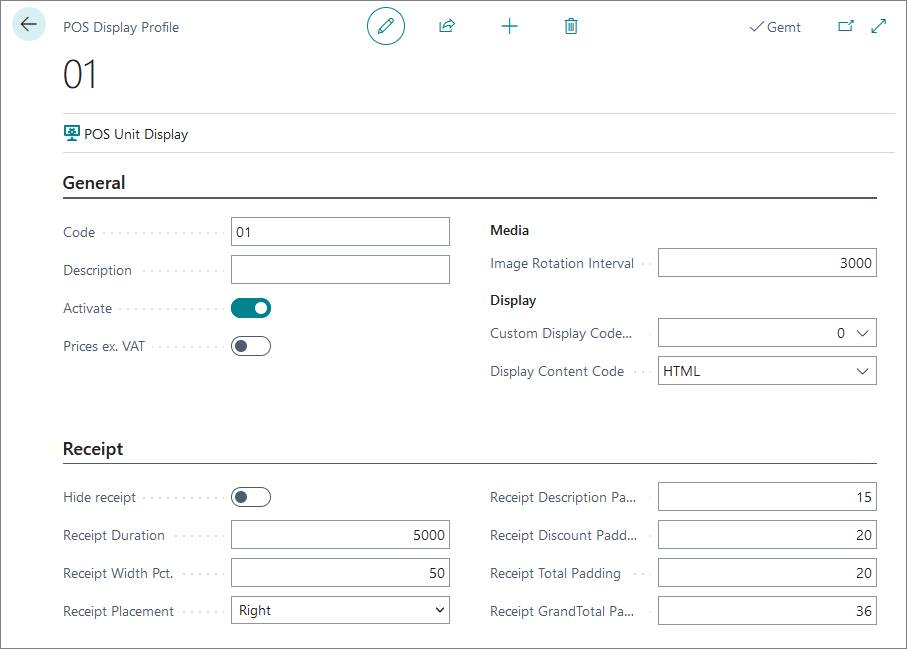 POS Display Profile
Gemt
01
POS Unit Display
General
Code
01
Description
Activate
Prices ex. VAT
Media
Image Rotation Interval
3000
Display
Custom Display Code...
0
Display Content Code
HTML
Receipt
Hide receipt
Receipt Duration
5000
Receipt Width Pct.
50
Receipt Placement
Right
Receipt Description Pa...
15
Receipt Discount Padd...
20
Receipt Total Padding
20
Receipt GrandTotal Pa...
36